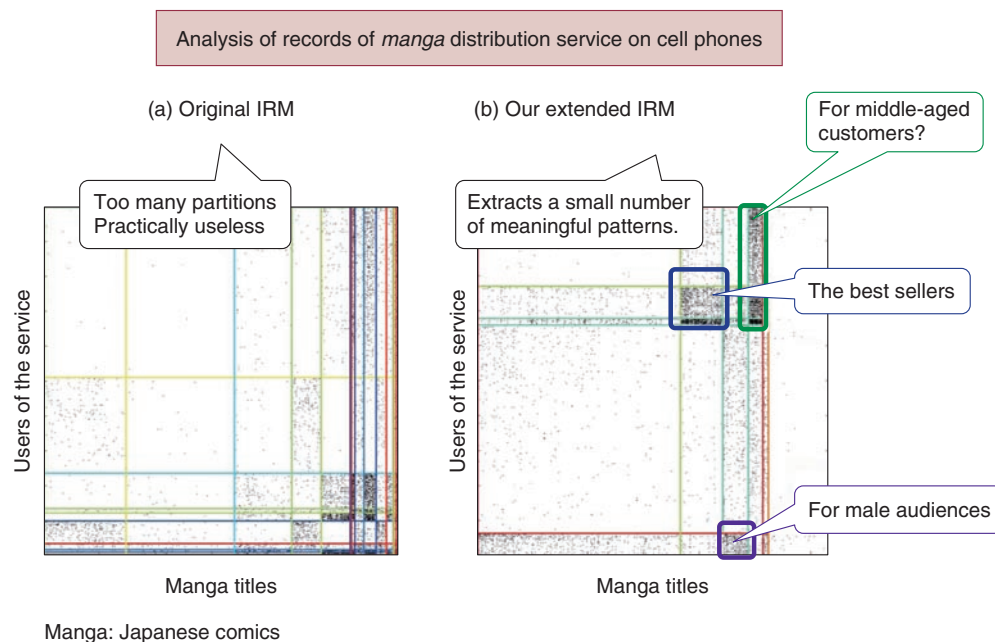 Analysis of records of manga distribution service on cell phones
(a) Original IRM
(b) Our extended IRM
For middle-aged
customers?
Too many partitions
Practically useless
Extracts a small number
of meaningful patterns.
The best sellers
For male audiences
Users of the service
Users of the service
Manga titles
Manga titles
Manga: Japanese comics